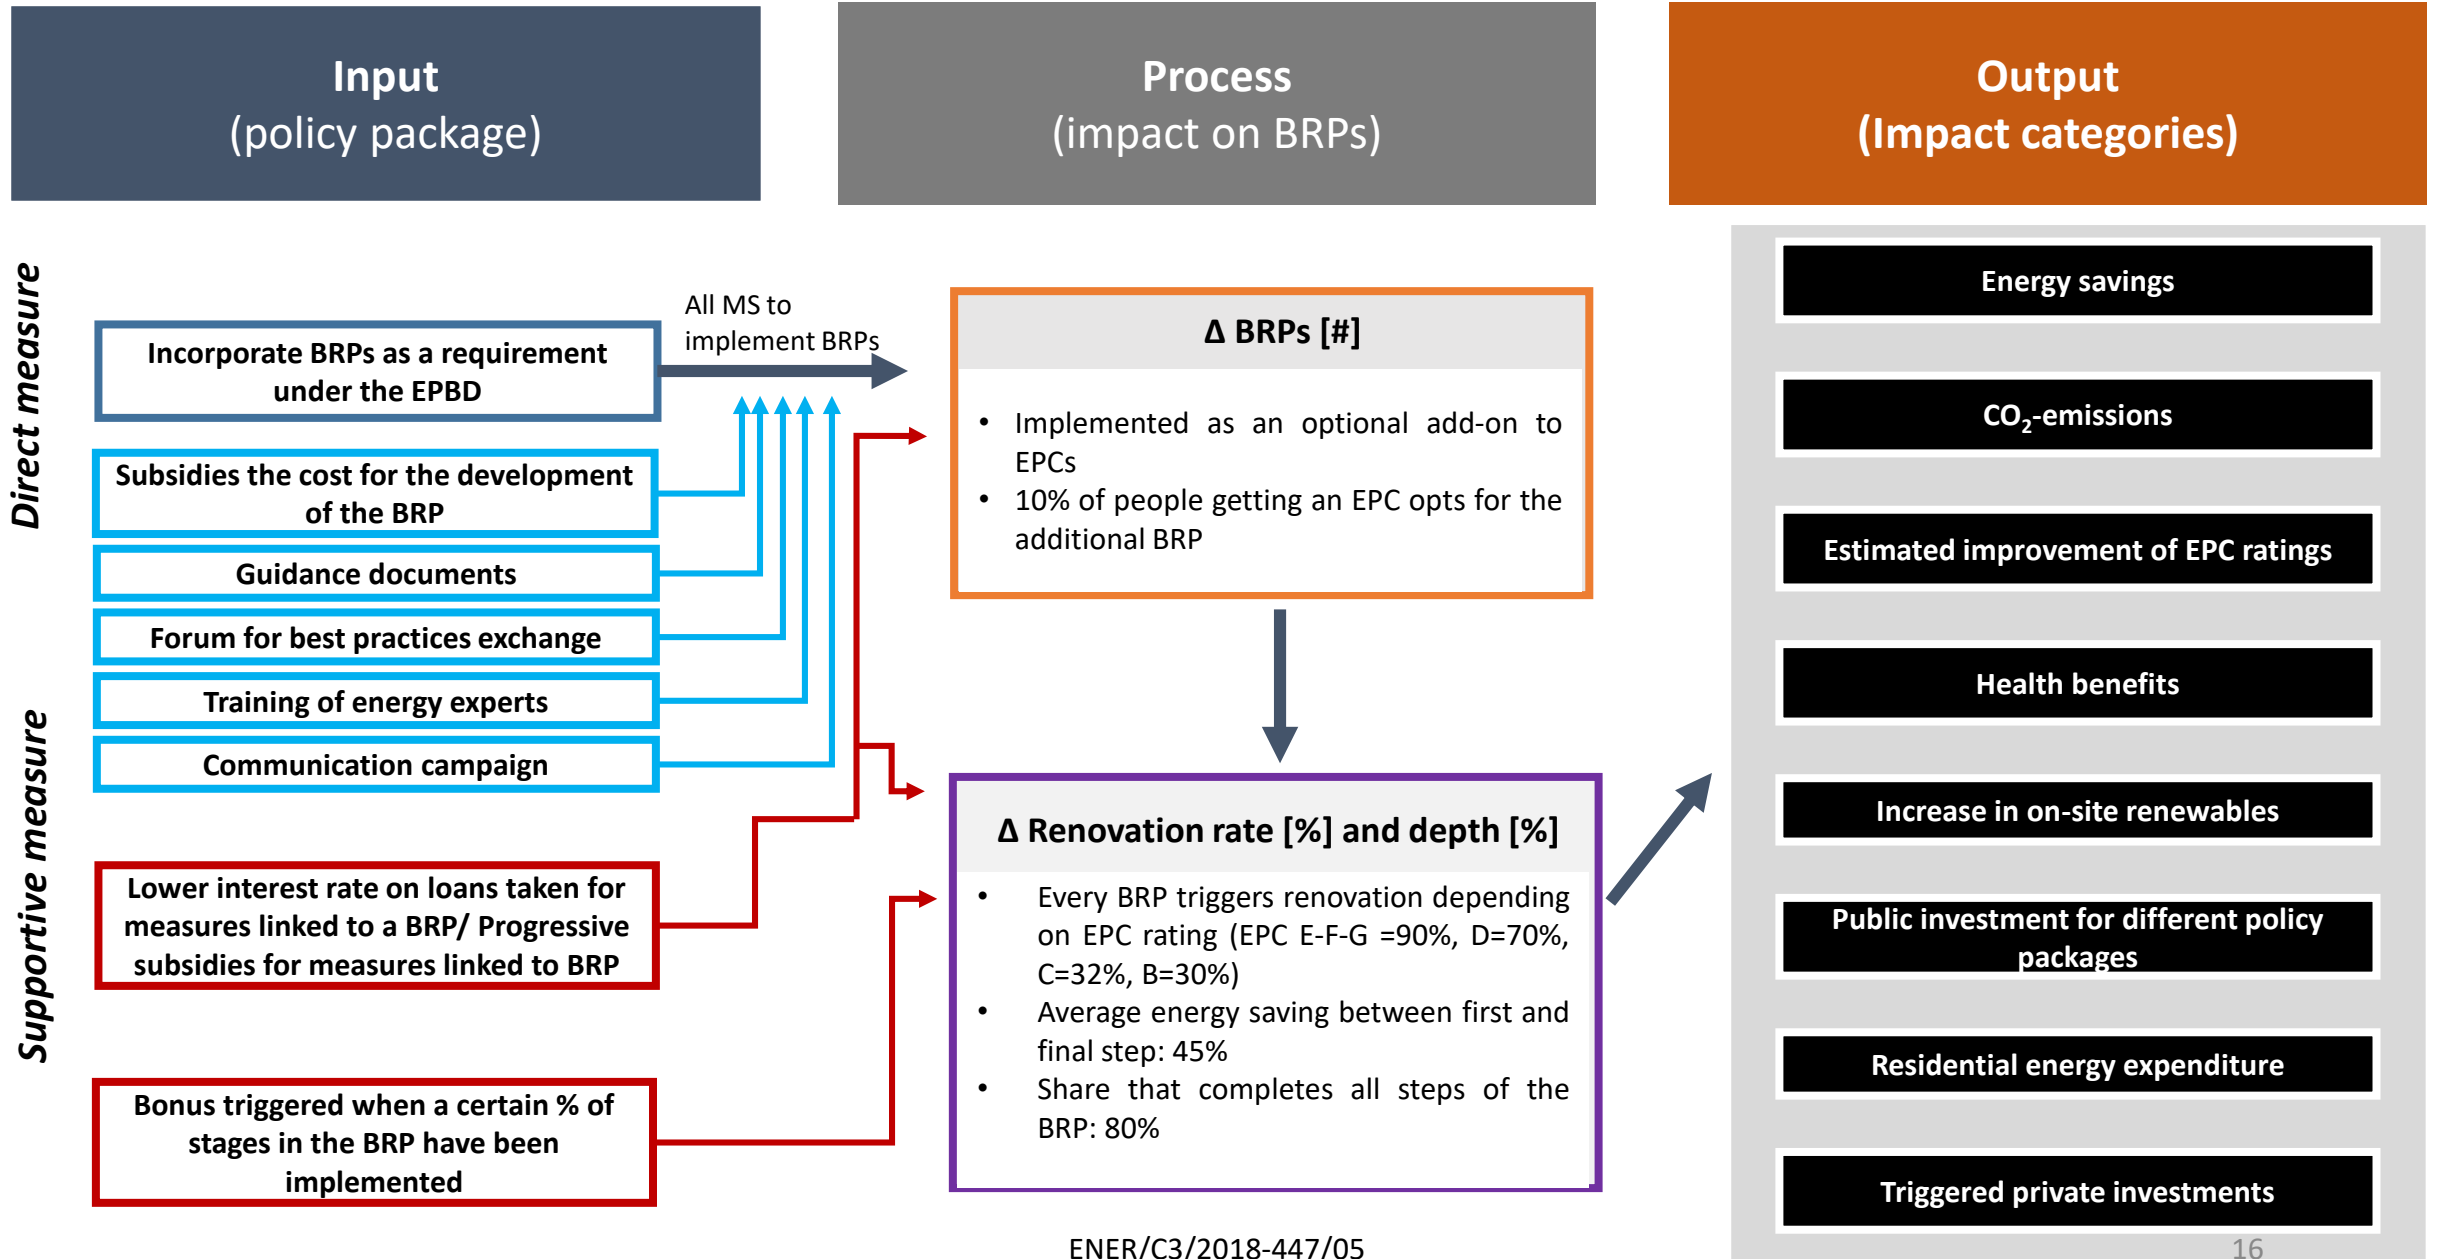 Input
(policy package)
Process
(impact on BRPs)
Output
(Impact categories)
Direct measure
Supportive measure
Incorporate BRPs as a requirement
under the EPBD
Subsidies the cost for the development
of the BRP
Guidance documents
Forum for best practices exchange
Training of energy experts
Communication campaign
Lower interest rate on loans taken for
measures linked to a BRP/ Progressive
subsidies for measures linked to BRP
Bonus triggered when a certain % of
stages in the BRP have been
implemented
All MS to
implement BRPs
Δ BRPs [#]
• Implemented as an optional add-on to
EPCs
• 10% of people getting an EPC opts for the
additional BRP
Δ Renovation rate [%] and depth [%]
• Every BRP triggers renovation depending
on EPC rating (EPC E-F-G =90%, D=70%,
C=32%, B=30%)
• Average energy saving between first and
final step: 45%
• Share that completes all steps of the
BRP: 80%
Energy savings
CO₂-emissions
Estimated improvement of EPC ratings
Health benefits
Increase in on-site renewables
Public investment for different policy
packages
Residential energy expenditure
Triggered private investments
ENER/C3/2018-447/05
16